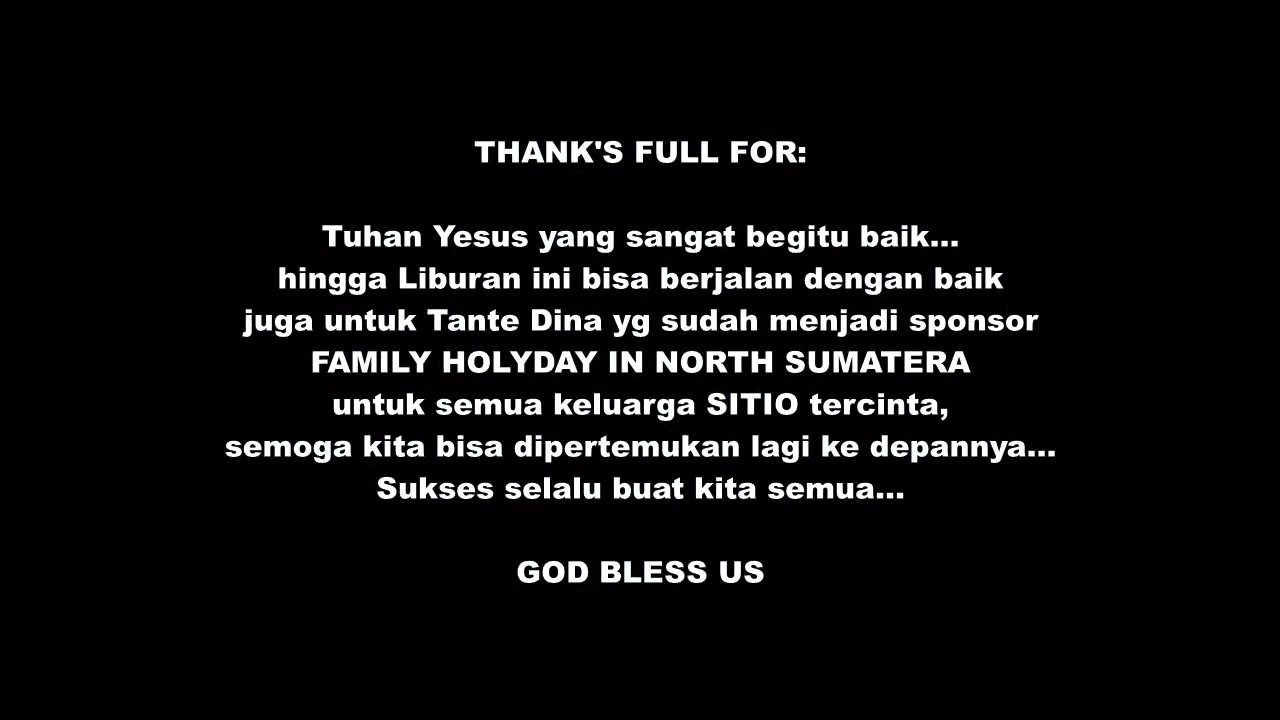 THANK'S FULL FOR:
Tuhan Yesus yang sangat begitu baik...
hingga Liburan ini bisa berjalan dengan baik
juga untuk Tante Dina yg sudah menjadi sponsor
FAMILY HOLYDAY IN NORTH SUMATERA
untuk semua keluarga SITIO tercinta,
semoga kita bisa dipertemukan lagi ke depannya...
Sukses selalu buat kita semua...
GOD BLESS US